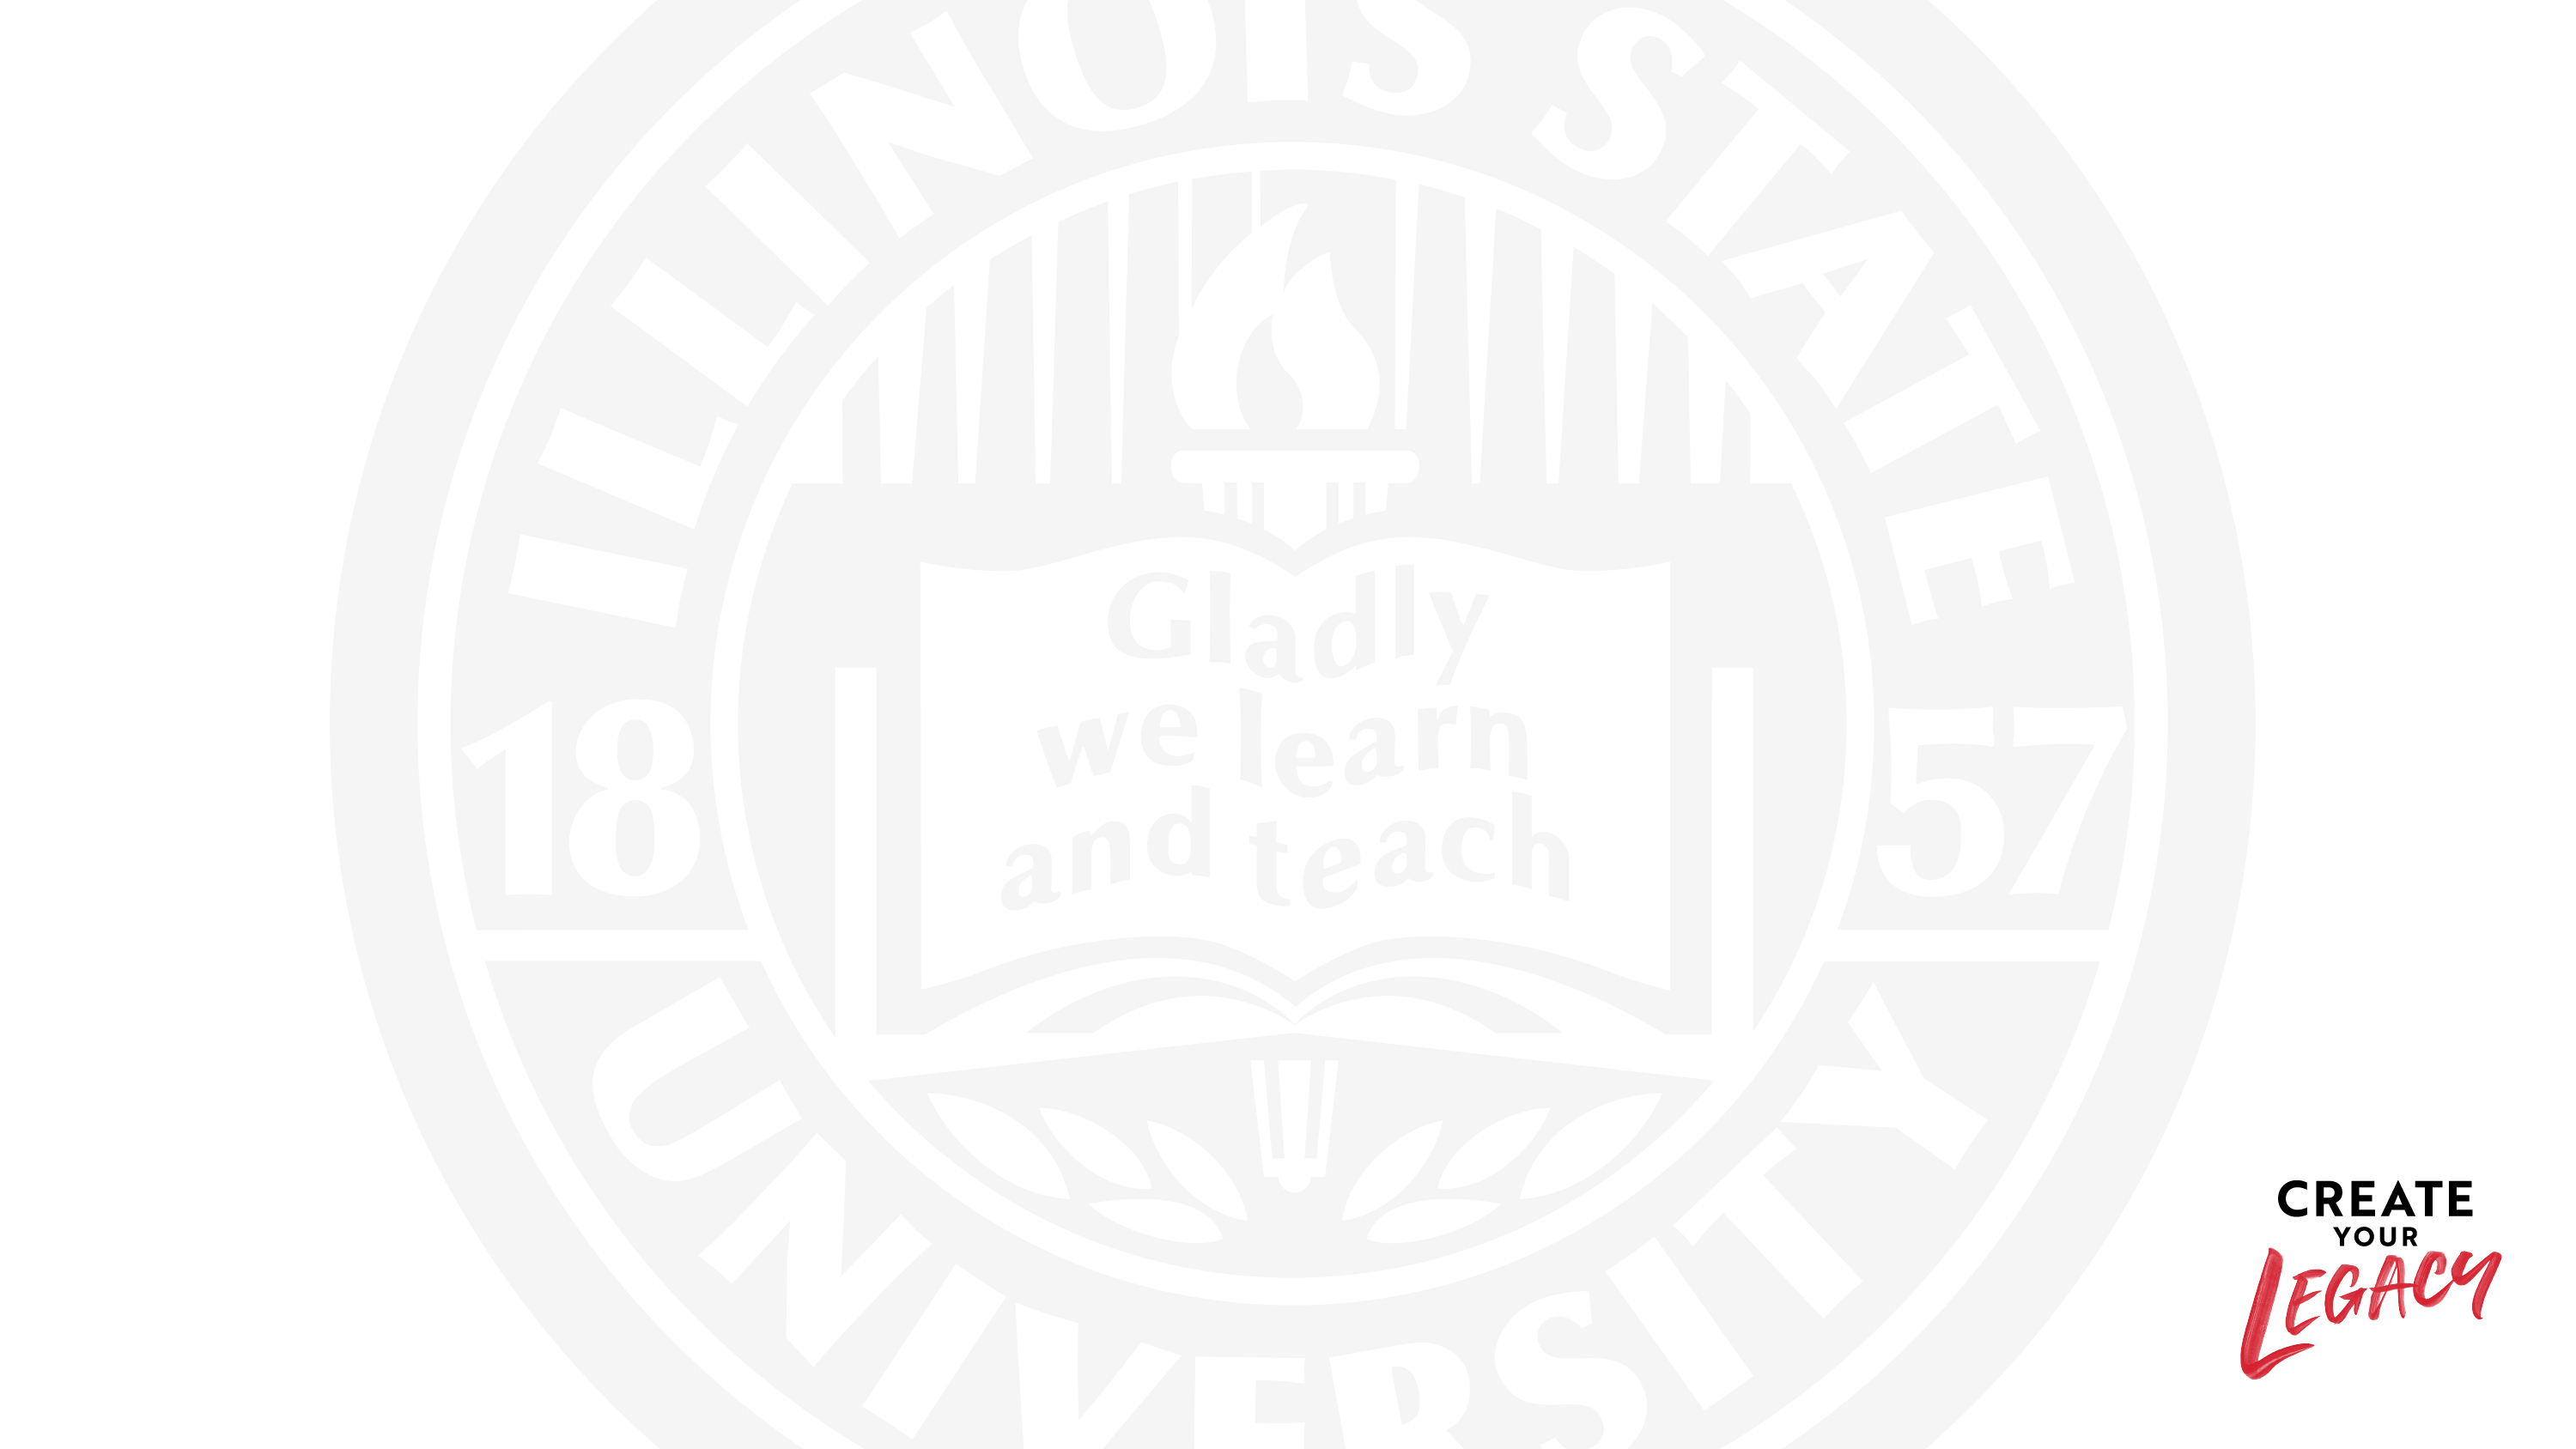 ILLINOIS STATE
Gladly
we learn
and teach
18 57
UNIVERSITY
CREATE
YOUR
LEGACY